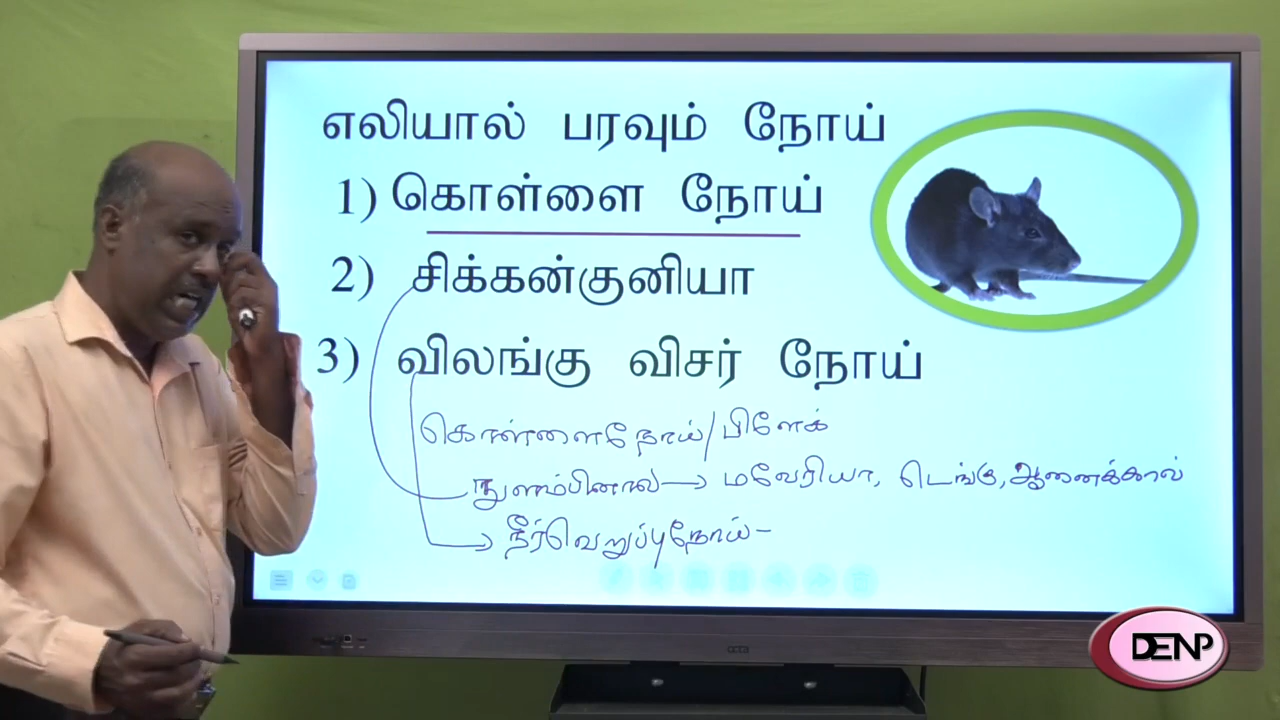 எலியால் பரவும் நோய்
1) கொள்ளை நோய்
2) சிக்கன்குனியா
3) விலங்கு விசர் நோய்
கொள்ளைநோய்/பிளேக்
நுளம்பினால் → மலேரியா, டெங்கு, ஆனைக்கால்
→ நீர்வெறுப்புநோய் -
DENP